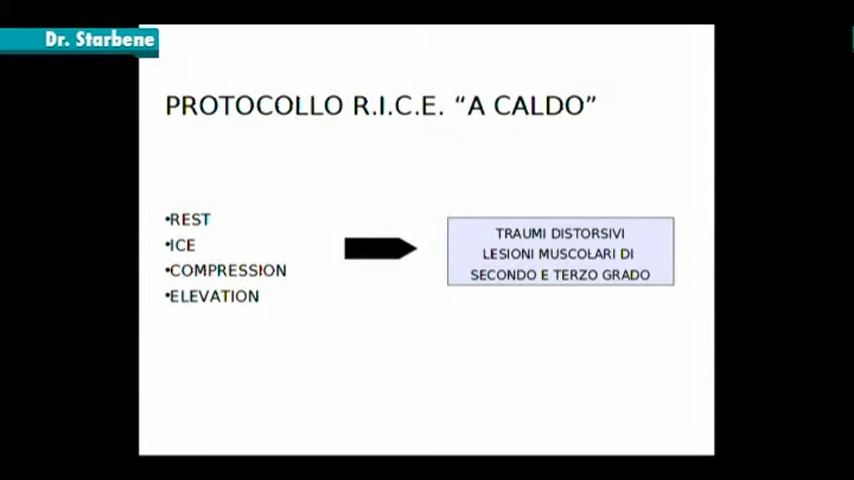 Dr. Starbene
PROTOCOLLO R.I.C.E. “A CALDO”
•REST
•ICE
•COMPRESSION
•ELEVATION
TRAUMI DISTORSIVI
LESIONI MUSCOLARI DI
SECONDO E TERZO GRADO